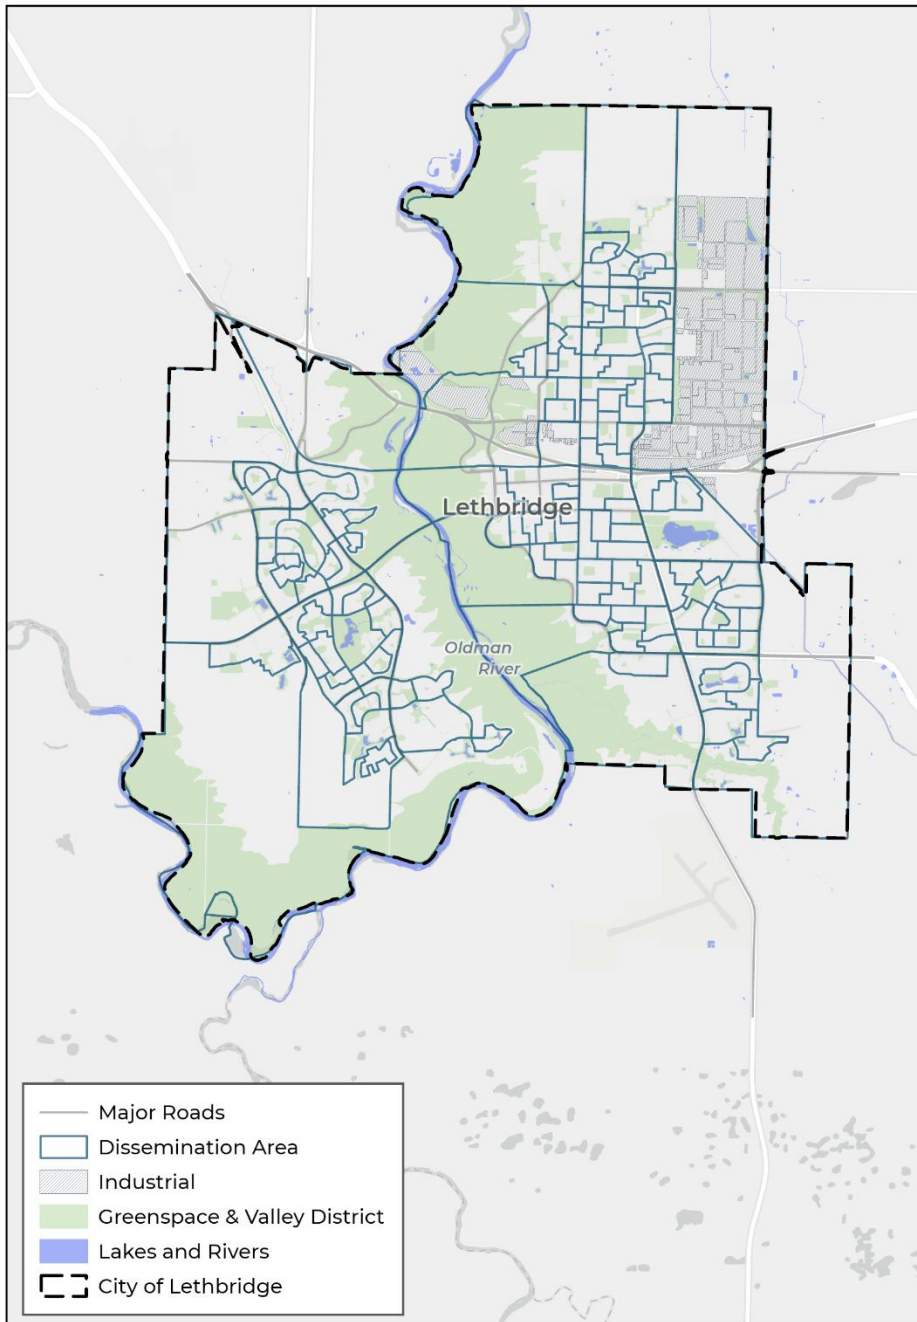 Lethbridge
Oldman
River
Major Roads
Dissemination Area
Industrial
Greenspace & Valley District
Lakes and Rivers
City of Lethbridge